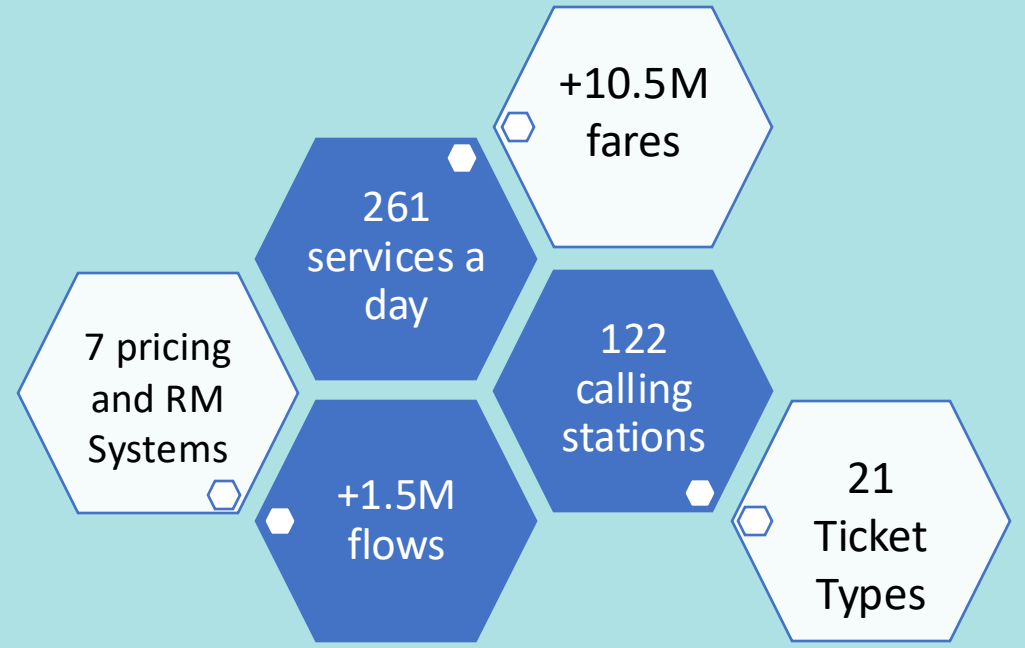 +10.5M
fares
261
services a
day
7 pricing
and RM
Systems
122
calling
stations
+1.5M
flows
21
Ticket
Types